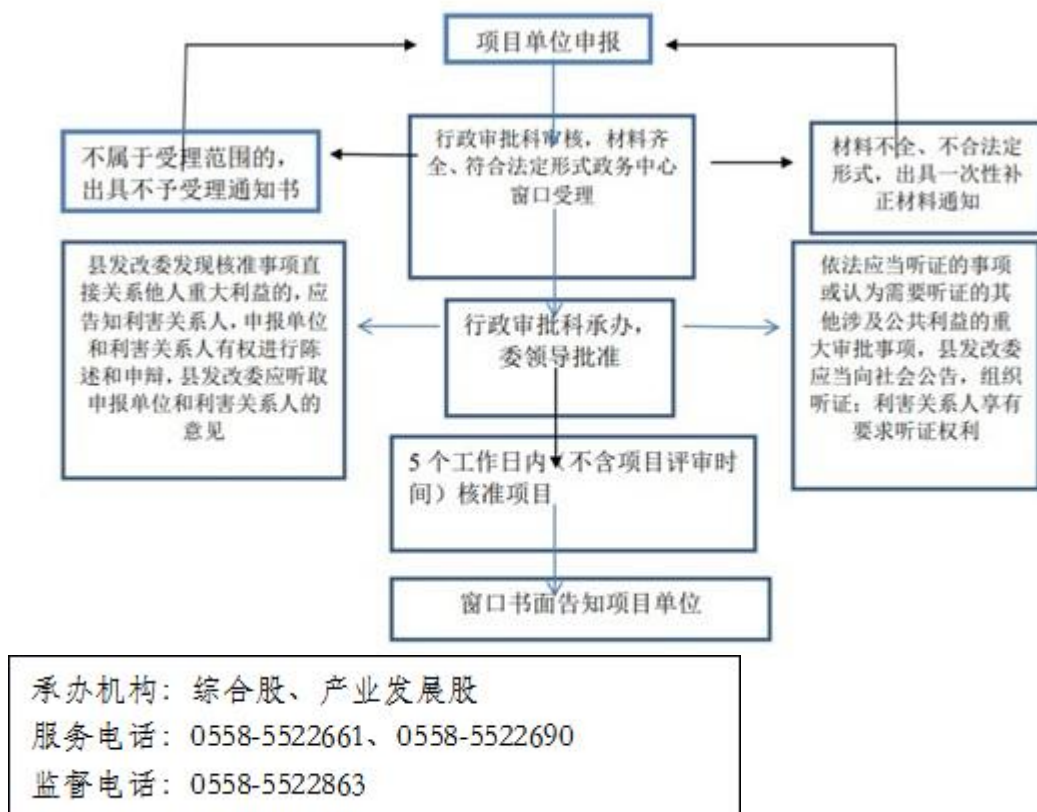 项目单位申报
不属于受理范围的，
出具不予受理通知书
行政审批科审核，材料齐
全、符合法定形式政务中心
窗口受理
材料不全、不合法定
形式，出具一次性补
正材料通知
县发改委发现核准事项直
接关系他人重大利益的，应
告知利害关系人，申报单位
和利害关系人有权进行陈
述和申辩，县发改委应听取
申报单位和利害关系人的
意见
行政审批科承办，
委领导批准
依法应当听证的事项
或认为需要听证的其
他涉及公共利益的重
大审批事项，县发改委
应当向社会公告，组织
听证；利害关系人享有
要求听证权利
5 个工作日内（不含项目评审时
间）核准项目
窗口书面告知项目单位
承办机构：综合股、产业发展股
服务电话：0558-5522661、0558-5522690
监督电话：0558-5522863